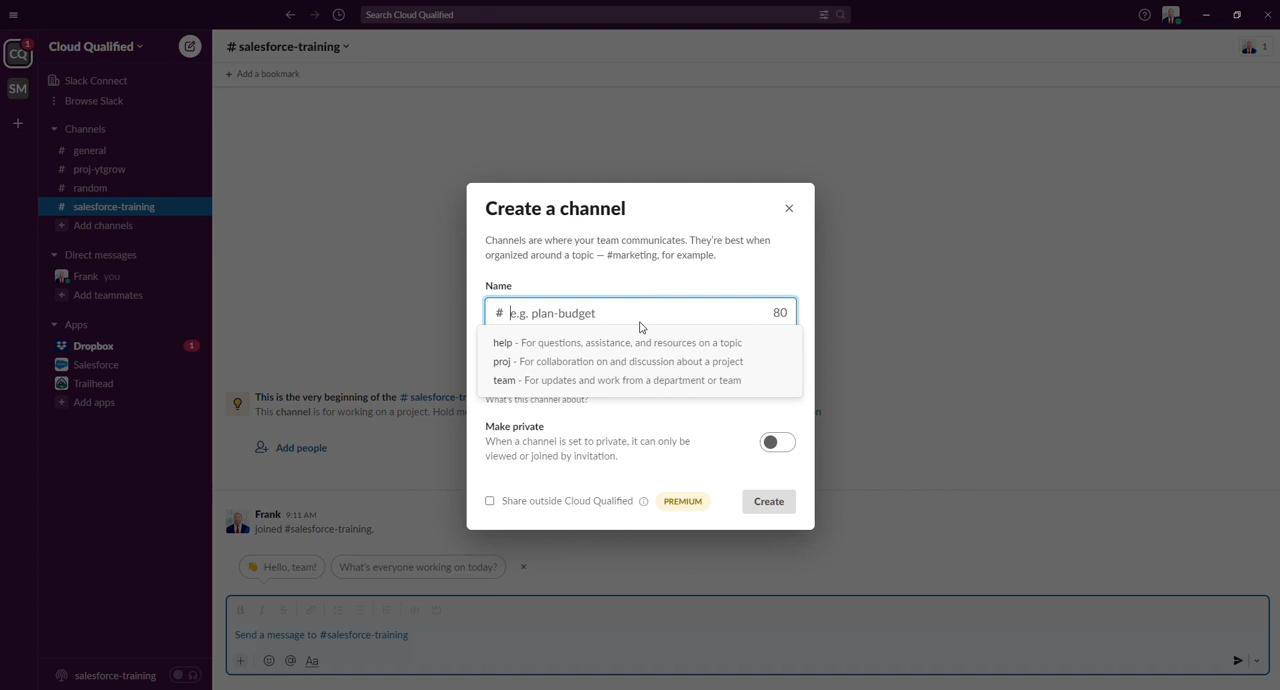 Search Cloud Qualified
CQ 1
SM
Cloud Qualified
Slack Connect
Browse Slack
Channels
# general
# proj-ytgrow
# random
# salesforce-training
+ Add channels
Direct messages
Frank you
+ Add teammates
Apps
Dropbox 1
Salesforce
Trailhead
+ Add apps
salesforce-training
# salesforce-training
1
+ Add a bookmark
This is the very beginning of the # salesforce-tr
This channel is for working on a project. Hold me
Add people
Frank 9:11 AM
joined #salesforce-training.
👋 Hello, team!
What's everyone working on today?
Send a message to #salesforce-training
Aa
Create a channel
Channels are where your team communicates. They're best when
organized around a topic — #marketing, for example.
Name
# e.g. plan-budget 80
help - For questions, assistance, and resources on a topic
proj - For collaboration on and discussion about a project
team - For updates and work from a department or team
What's this channel about?
Make private
When a channel is set to private, it can only be
viewed or joined by invitation.
Share outside Cloud Qualified PREMIUM
Create